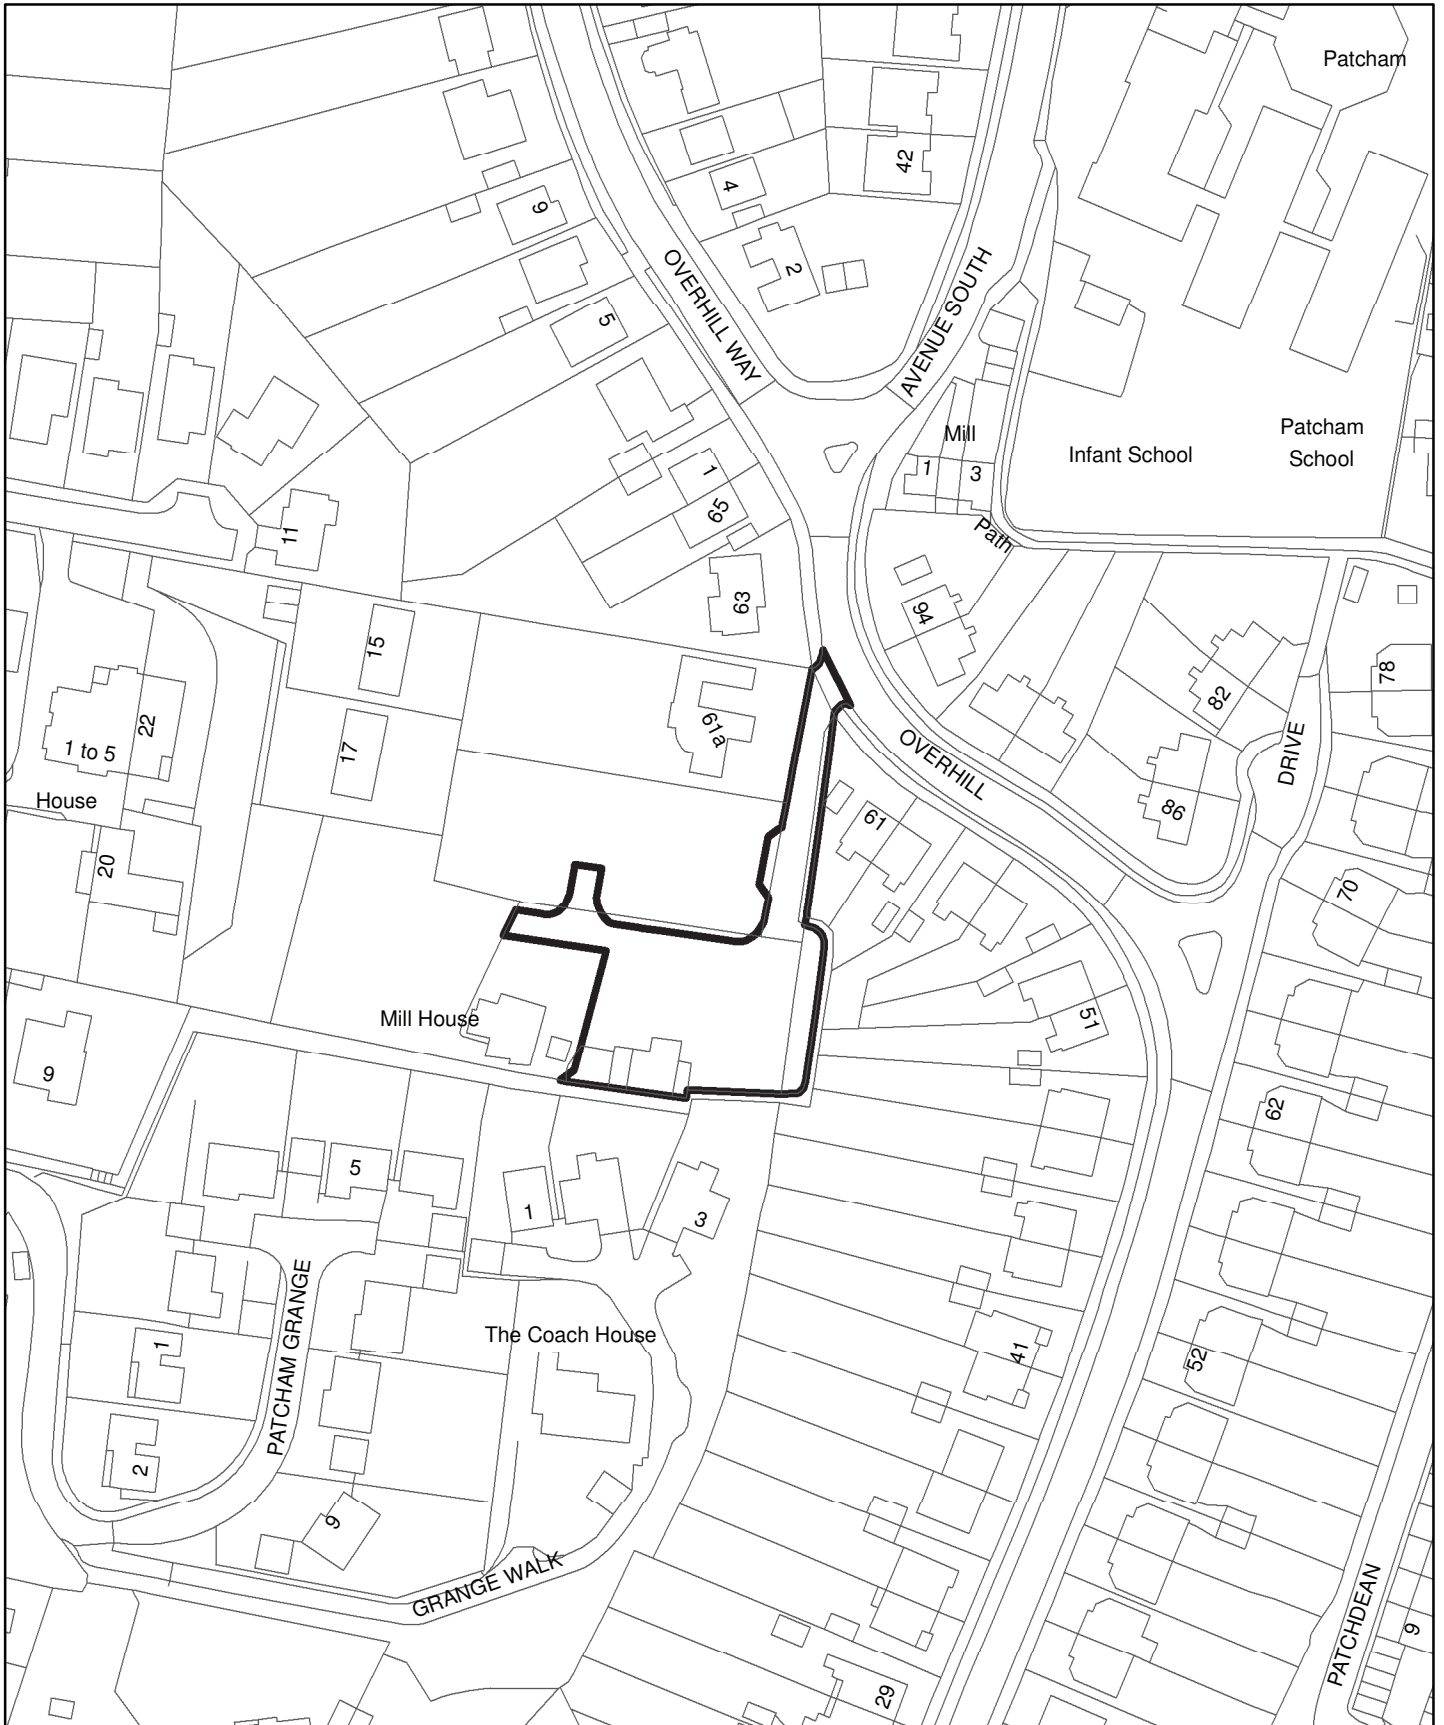 Patcham
42
4
9
2
OVERHILL WAY
AVENUE SOUTH
5
Patcham
School
Mill
Infant School
1
1
3
65
11
Path
63
94
15
78
82
61a
22
17
1 to 5
DRIVE
OVERHILL
House
86
61
20
70
Mill House
51
9
62
5
1
3
PATCHAM GRANGE
The Coach House
1
41
52
2
9
GRANGE WALK
PATCHDEAN
9
29